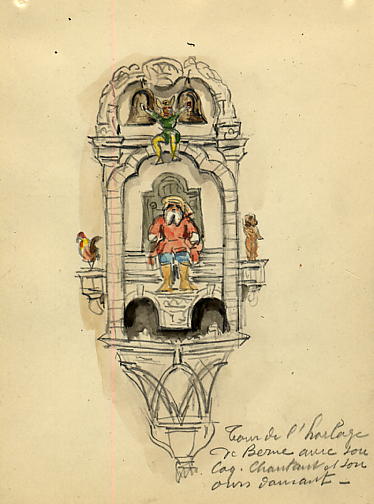 Tour de l'horloge
de Berne avec son
coq. chantant et son
ours dansant -